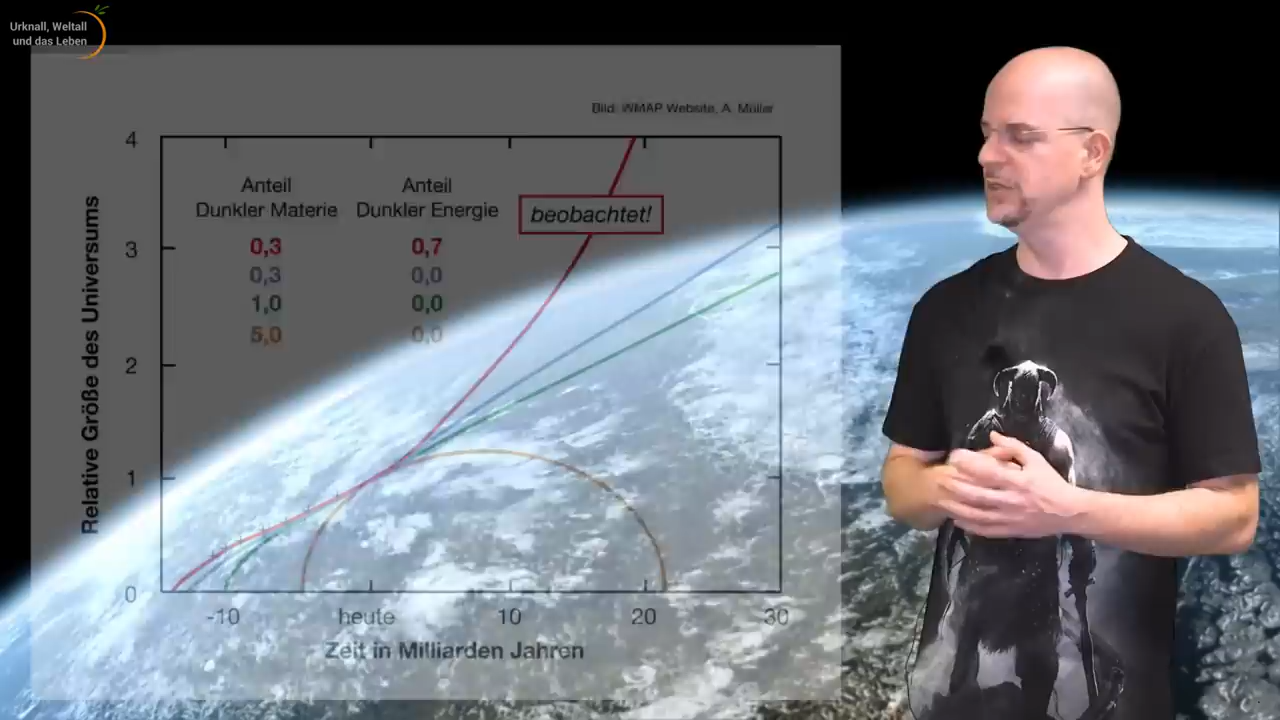 Urknall, Weltall
und das Leben
Bild: WMAP Website, A. Müller
Relative Größe des Universums
4
3
2
1
0
Anteil Anteil
Dunkler Materie Dunkler Energie
0,3 0,7
0,3 0,0
1,0 0,0
5,0 0,0
beobachtet!
-10 heute 10 20 30
Zeit in Milliarden Jahren